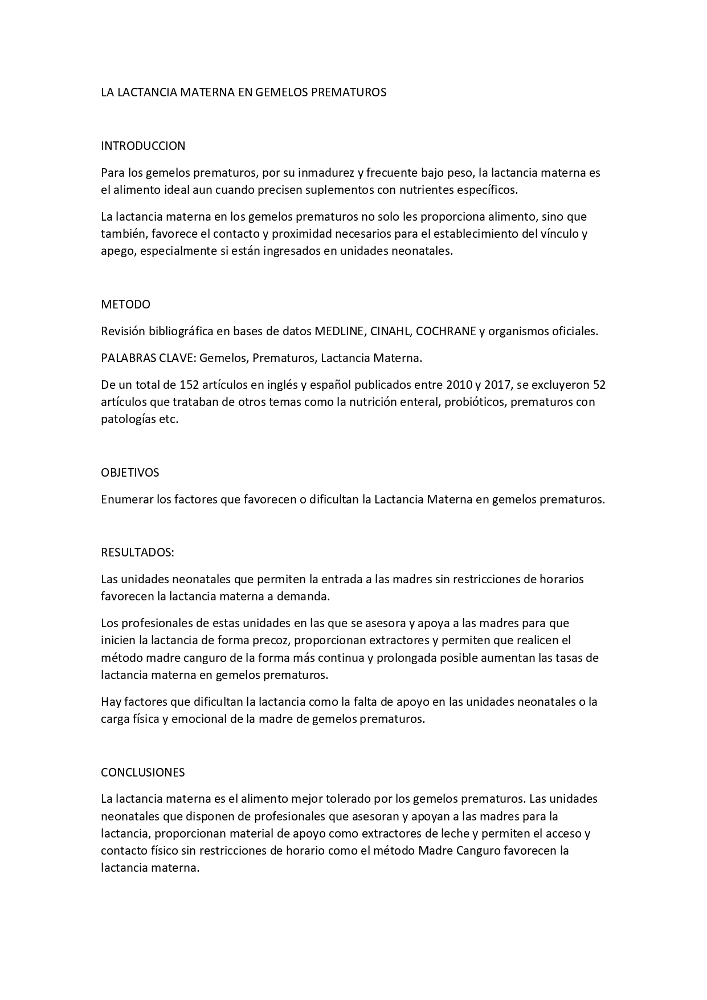 LA LACTANCIA MATERNA EN GEMELOS PREMATUROS
INTRODUCCION
Para los gemelos prematuros, por su inmadurez y frecuente bajo peso, la lactancia materna es
el alimento ideal aun cuando precisen suplementos con nutrientes específicos.
La lactancia materna en los gemelos prematuros no solo les proporciona alimento, sino que
también, favorece el contacto y proximidad necesarios para el establecimiento del vínculo y
apego, especialmente si están ingresados en unidades neonatales.
METODO
Revisión bibliográfica en bases de datos MEDLINE, CINAHL, COCHRANE y organismos oficiales.
PALABRAS CLAVE: Gemelos, Prematuros, Lactancia Materna.
De un total de 152 artículos en inglés y español publicados entre 2010 y 2017, se excluyeron 52
artículos que trataban de otros temas como la nutrición enteral, probióticos, prematuros con
patologías etc.
OBJETIVOS
Enumerar los factores que favorecen o dificultan la Lactancia Materna en gemelos prematuros.
RESULTADOS:
Las unidades neonatales que permiten la entrada a las madres sin restricciones de horarios
favorecen la lactancia materna a demanda.
Los profesionales de estas unidades en las que se asesora y apoya a las madres para que
inicien la lactancia de forma precoz, proporcionan extractores y permiten que realicen el
método madre canguro de la forma más continua y prolongada posible aumentan las tasas de
lactancia materna en gemelos prematuros.
Hay factores que dificultan la lactancia como la falta de apoyo en las unidades neonatales o la
carga física y emocional de la madre de gemelos prematuros.
CONCLUSIONES
La lactancia materna es el alimento mejor tolerado por los gemelos prematuros. Las unidades
neonatales que disponen de profesionales que asesoran y apoyan a las madres para la
lactancia, proporcionan material de apoyo como extractores de leche y permiten el acceso y
contacto físico sin restricciones de horario como el método Madre Canguro favorecen la
lactancia materna.